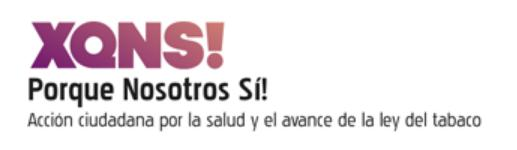 XQNS!
Porque Nosotros Sí!
Acción ciudadana por la salud y el avance de la ley del tabaco